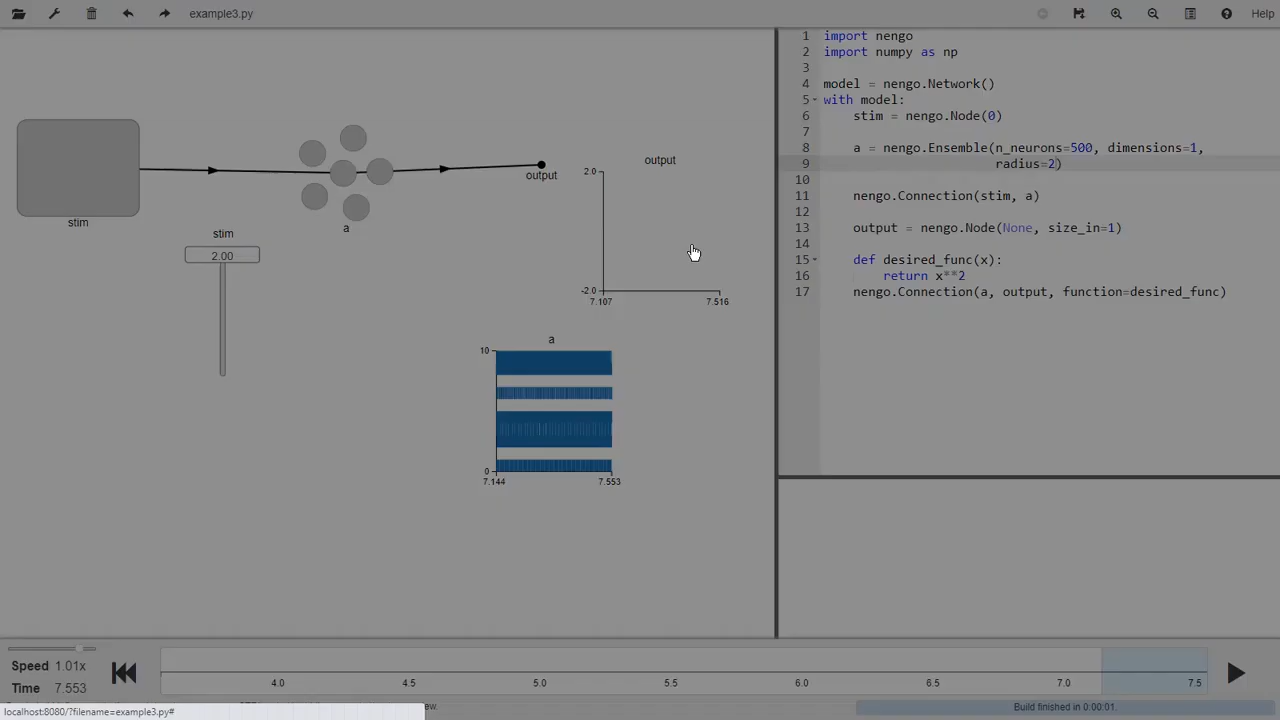 example3.py
Help
stim
a
output
stim
2.00
output
2.0
-2.0
7.107
7.516
a
10
0
7.144
7.553
1 import nengo
2 import numpy as np
3
4 model = nengo.Network()
5 with model:
6 stim = nengo.Node(0)
7
8 a = nengo.Ensemble(n_neurons=500, dimensions=1,
9 radius=2)
10
11 nengo.Connection(stim, a)
12
13 output = nengo.Node(None, size_in=1)
14
15 def desired_func(x):
16 return x**2
17 nengo.Connection(a, output, function=desired_func)
Speed 1.01x
Time 7.553
4.0 4.5 5.0 5.5 6.0 6.5 7.0 7.5
localhost:8080/?filename=example3.py#
Build finished in 0:00:01.